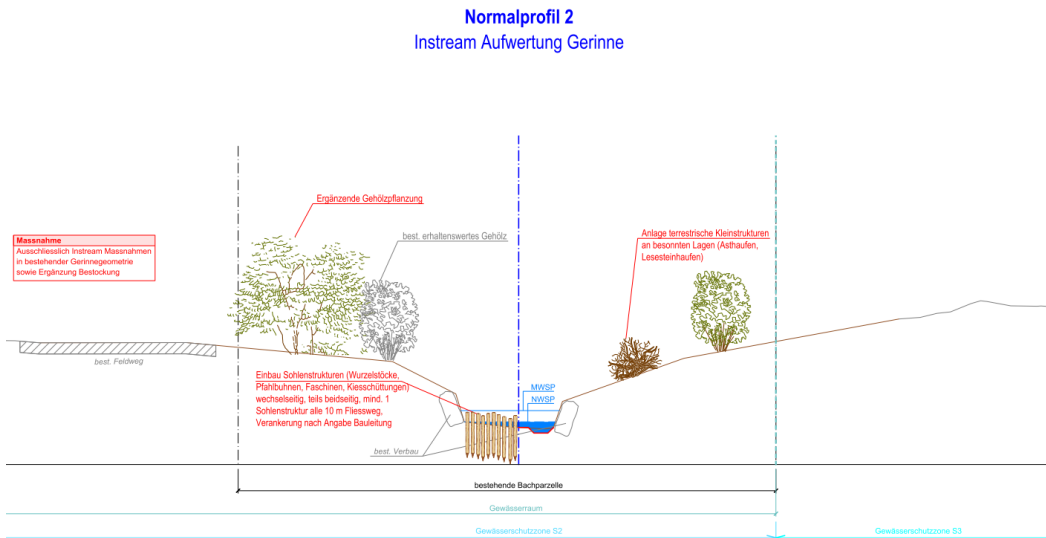 Normalprofil 2
Instream Aufwertung Gerinne
Ergänzende Gehölzpflanzung
best. erhaltenswertes Gehölz
Massnahme
Ausschliesslich Instream Massnahmen
in bestehender Gerinnegeometrie
sowie Ergänzung Bestockung
Anlage terrestrische Kleinstrukturen
an besonnten Lagen (Asthaufen,
Lesesteinhaufen)
best. Feldweg
Einbau Sohlenstrukturen (Wurzelstöcke,
Pfahlbuhnen, Faschinen, Kiesschüttungen)
wechselseitig, teils beidseitig, mind. 1
Sohlenstruktur alle 10 m Fliessweg,
Verankerung nach Angabe Bauleitung
MWSP
NWSP
best. Verbau
bestehende Bachparzelle
Gewässerraum
Gewässerschutzzone S2
Gewässerschutzzone S3